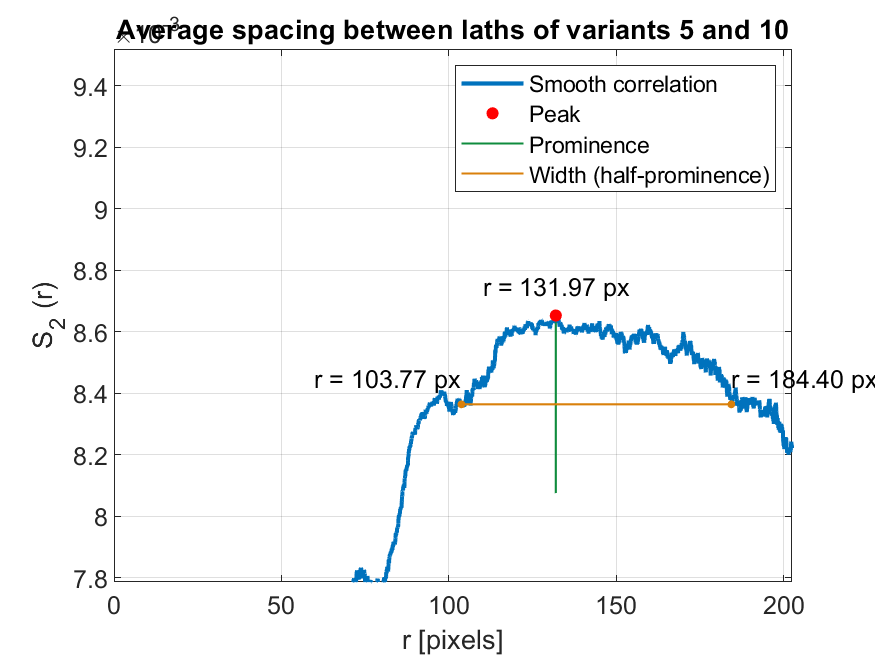 Average spacing between laths of variants 5 and 10
×10⁻³
9.4
9.2
9
8.8
8.6
8.4
8.2
8
7.8
S₂ (r)
Smooth correlation
Peak
Prominence
Width (half-prominence)
r = 131.97 px
r = 103.77 px
r = 184.40 px
0
50
100
150
200
r [pixels]